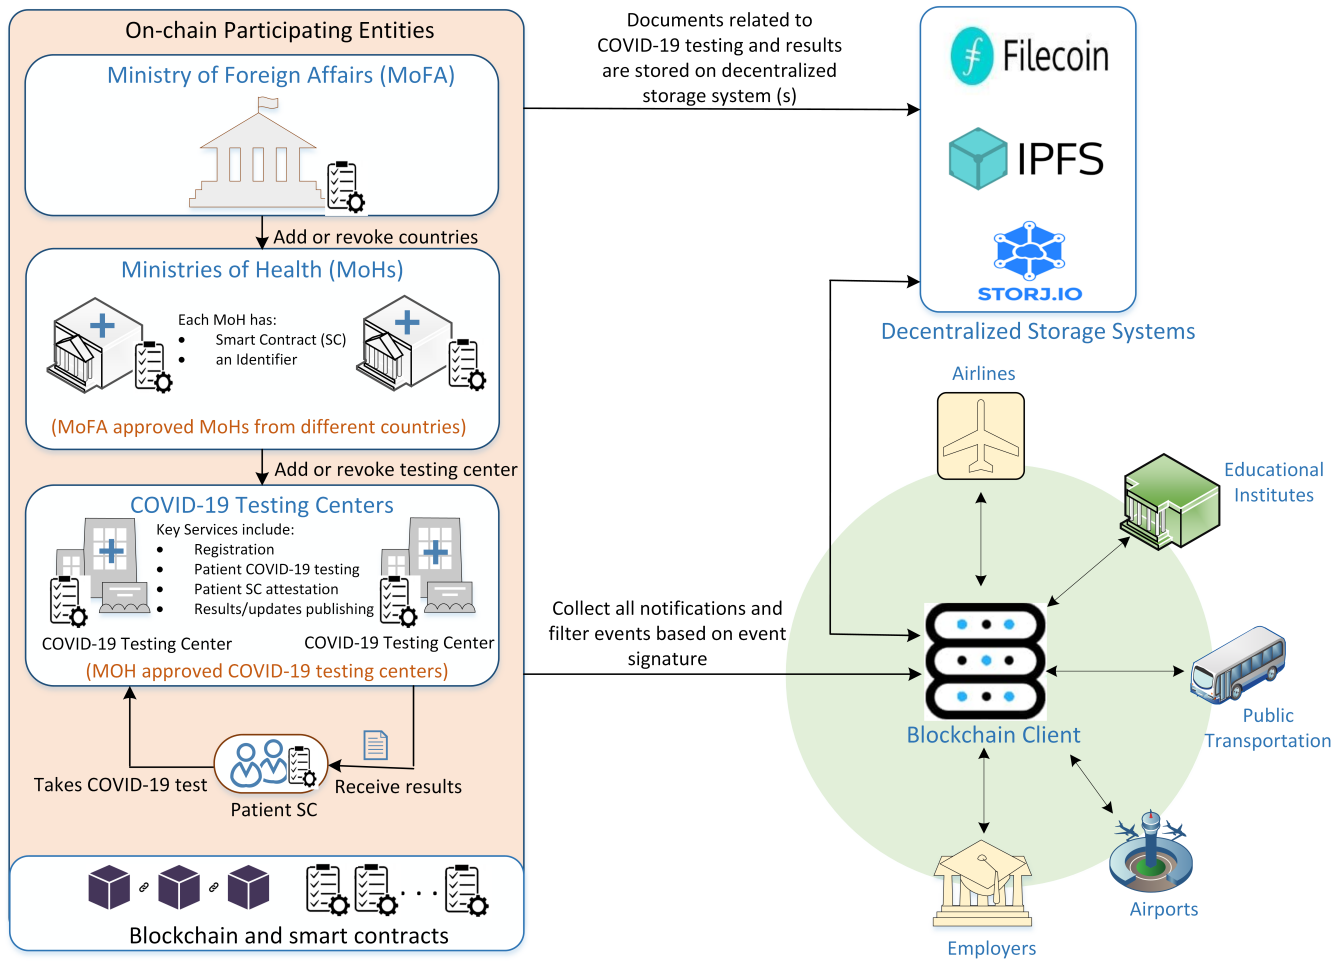 On-chain Participating Entities
Ministry of Foreign Affairs (MoFA)
Add or revoke countries
Ministries of Health (MoHs)
Each MoH has:
• Smart Contract (SC)
• an Identifier
(MoFA approved MoHs from different countries)
Add or revoke testing center
COVID-19 Testing Centers
Key Services include:
• Registration
• Patient COVID-19 testing
• Patient SC attestation
• Results/updates publishing
COVID-19 Testing Center
COVID-19 Testing Center
(MOH approved COVID-19 testing centers)
Takes COVID-19 test
Receive results
Patient SC
Blockchain and smart contracts
Documents related to
COVID-19 testing and results
are stored on decentralized
storage system (s)
Filecoin
IPFS
STORJ.IO
Decentralized Storage Systems
Collect all notifications and
filter events based on event
signature
Airlines
Educational
Institutes
Blockchain Client
Public
Transportation
Airports
Employers